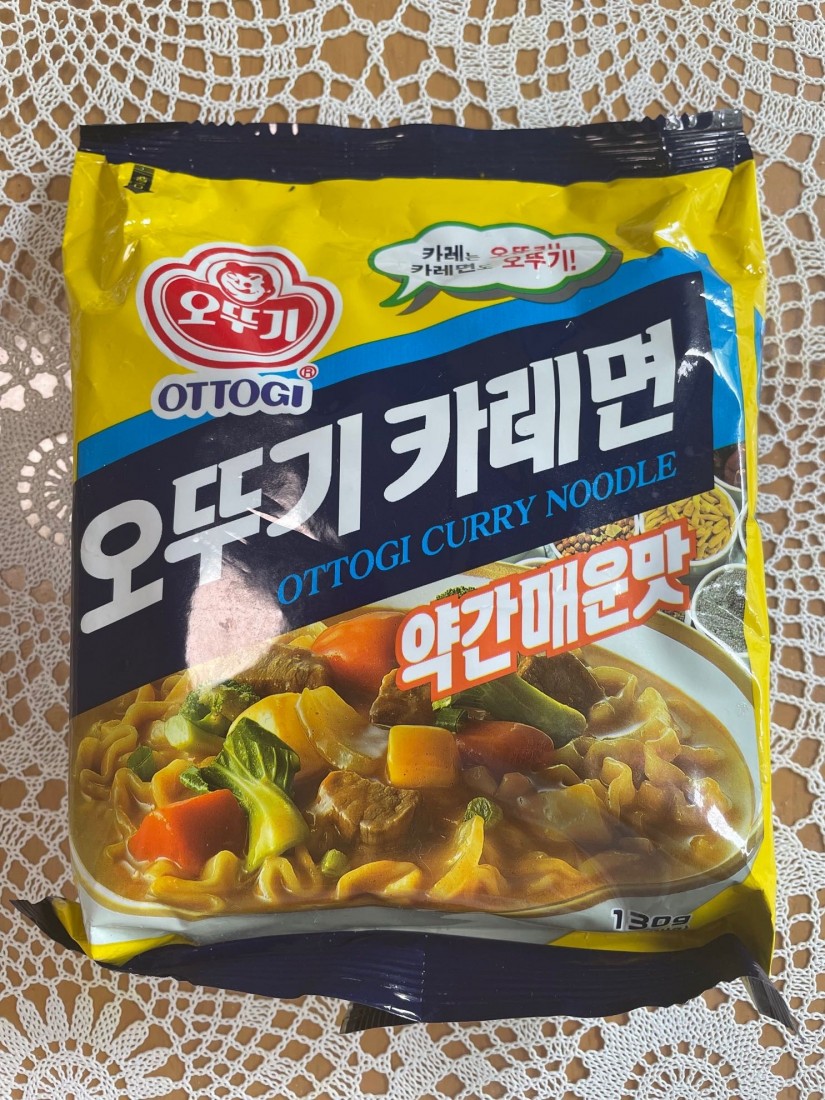 카레는 오뚜기!
카레면도 오뚜기!
오뚜기
OTTOGI®
오뚜기 카레면
OTTOGI CURRY NOODLE
약간매운맛
130g